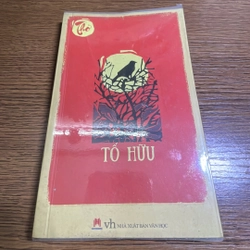 Thơ
TỐ HỮU
vh
NHÀ XUẤT BẢN VĂN HỌC